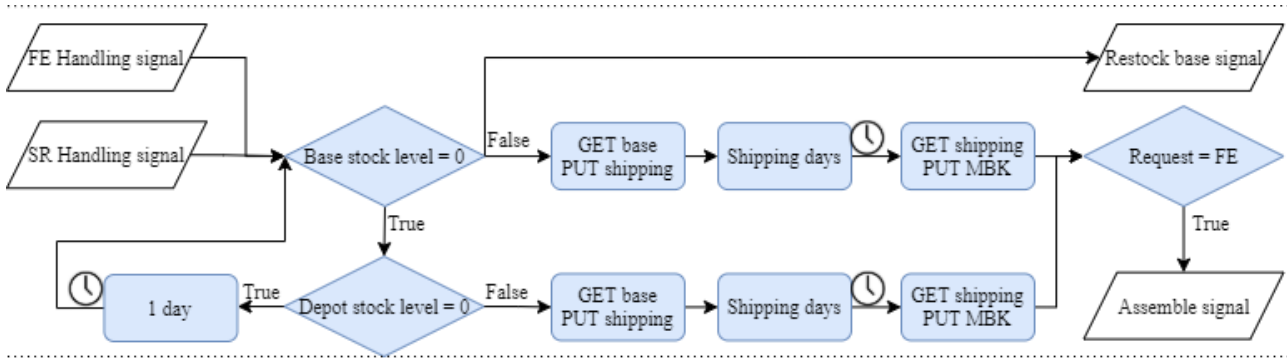 FE Handling signal
Restock base signal
SR Handling signal
Base stock level = 0
False
GET base
PUT shipping
Shipping days
GET shipping
PUT MBK
Request = FE
True
True
1 day
True
Depot stock level = 0
False
GET base
PUT shipping
Shipping days
GET shipping
PUT MBK
Assemble signal